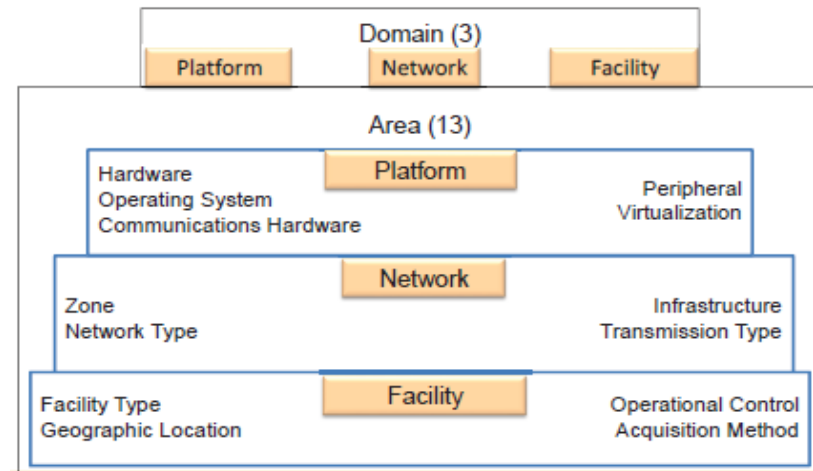 Domain (3)
Platform Network Facility
Area (13)
Platform
Hardware
Operating System
Communications Hardware
Peripheral
Virtualization
Network
Zone
Network Type
Infrastructure
Transmission Type
Facility
Facility Type
Geographic Location
Operational Control
Acquisition Method